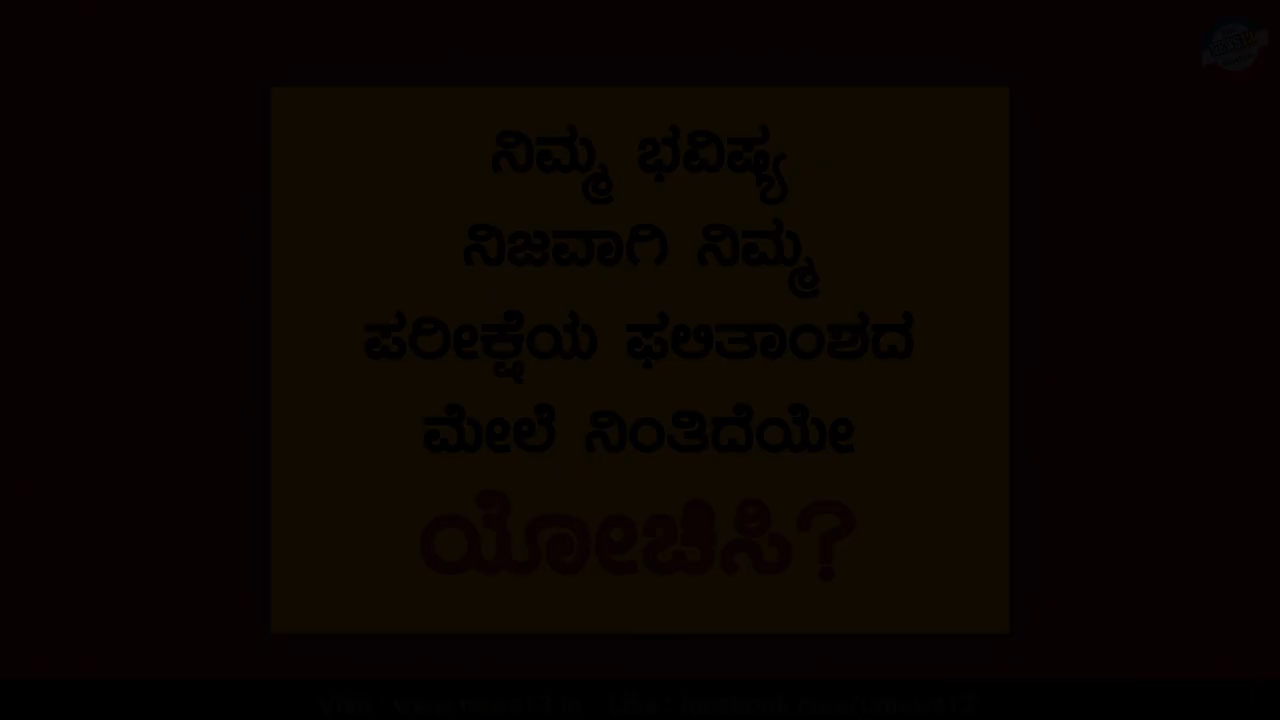 ನಿಮ್ಮ ಭವಿಷ್ಯ
ನಿಜವಾಗಿ ನಿಮ್ಮ
ಪರೀಕ್ಷೆಯ ಫಲಿತಾಂಶದ
ಮೇಲೆ ನಿಂತಿದೆಯೇ
ಯೋಚಿಸಿ?